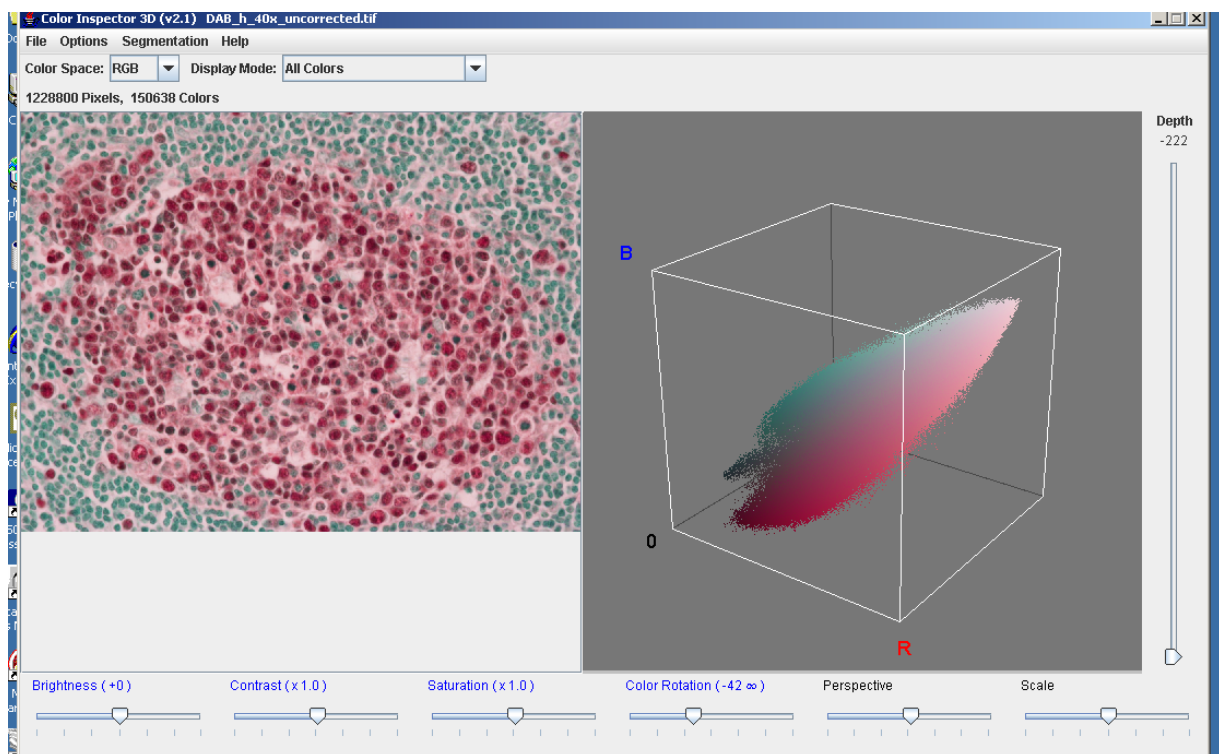 Color Inspector 3D (v2.1) DAB_h_40x_uncorrected.tif
File Options Segmentation Help
Color Space: RGB Display Mode: All Colors
1228800 Pixels, 150638 Colors
Depth
-222
B
0
R
Brightness ( +0 ) Contrast ( x 1.0 ) Saturation ( x 1.0 ) Color Rotation ( -42 ∞ ) Perspective Scale